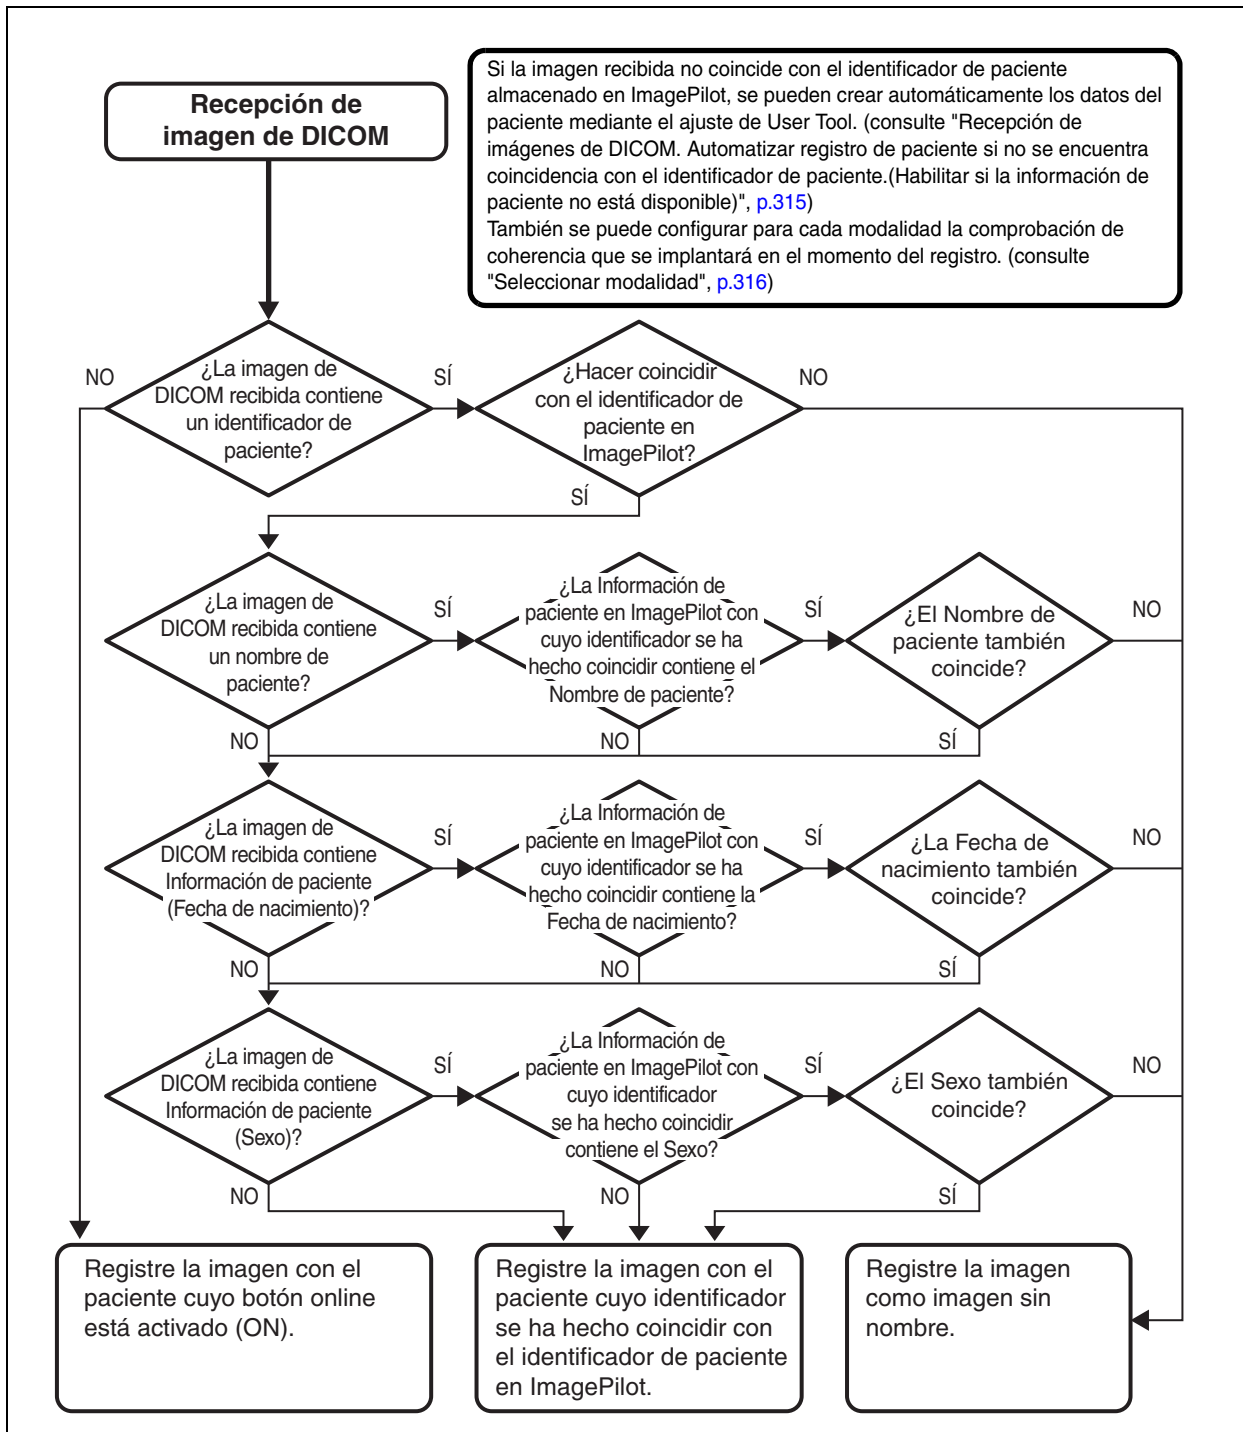 Recepción de
imagen de DICOM
Si la imagen recibida no coincide con el identificador de paciente
almacenado en ImagePilot, se pueden crear automáticamente los datos del
paciente mediante el ajuste de User Tool. (consulte "Recepción de
imágenes de DICOM. Automatizar registro de paciente si no se encuentra
coincidencia con el identificador de paciente.(Habilitar si la información de
paciente no está disponible)", p.315)
También se puede configurar para cada modalidad la comprobación de
coherencia que se implantará en el momento del registro. (consulte
"Seleccionar modalidad", p.316)
NO
¿La imagen de
DICOM recibida contiene
un identificador de
paciente?
SÍ
¿Hacer coincidir
con el identificador de
paciente en
ImagePilot?
NO
SÍ
¿La imagen de
DICOM recibida contiene
un nombre de
paciente?
SÍ
¿La Información de
paciente en ImagePilot con
cuyo identificador se ha
hecho coincidir contiene el
Nombre de paciente?
SÍ
¿El Nombre de
paciente también
coincide?
NO
NO
NO
SÍ
¿La imagen de
DICOM recibida contiene
Información de paciente
(Fecha de nacimiento)?
SÍ
¿La Información de
paciente en ImagePilot con
cuyo identificador se ha
hecho coincidir contiene la
Fecha de nacimiento?
SÍ
¿La Fecha de
nacimiento también
coincide?
NO
NO
NO
SÍ
¿La imagen de
DICOM recibida contiene
Información de paciente
(Sexo)?
SÍ
¿La Información de
paciente en ImagePilot con
cuyo identificador
se ha hecho coincidir
contiene el Sexo?
SÍ
¿El Sexo también
coincide?
NO
NO
NO
SÍ
Registre la imagen con el
paciente cuyo botón online
está activado (ON).
Registre la imagen con el
paciente cuyo identificador
se ha hecho coincidir con
el identificador de paciente
en ImagePilot.
Registre la imagen
como imagen sin
nombre.